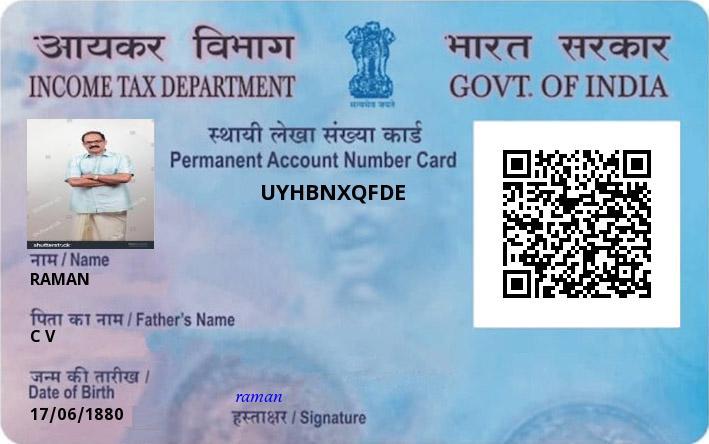 आयकर विभाग
INCOME TAX DEPARTMENT
सत्यमेव जयते
भारत सरकार
GOVT. OF INDIA
स्थायी लेखा संख्या कार्ड
Permanent Account Number Card
UYHBNXQFDE
shutterstock
नाम / Name
RAMAN
पिता का नाम / Father's Name
C V
जन्म की तारीख /
Date of Birth
17/06/1880
raman
हस्ताक्षर / Signature